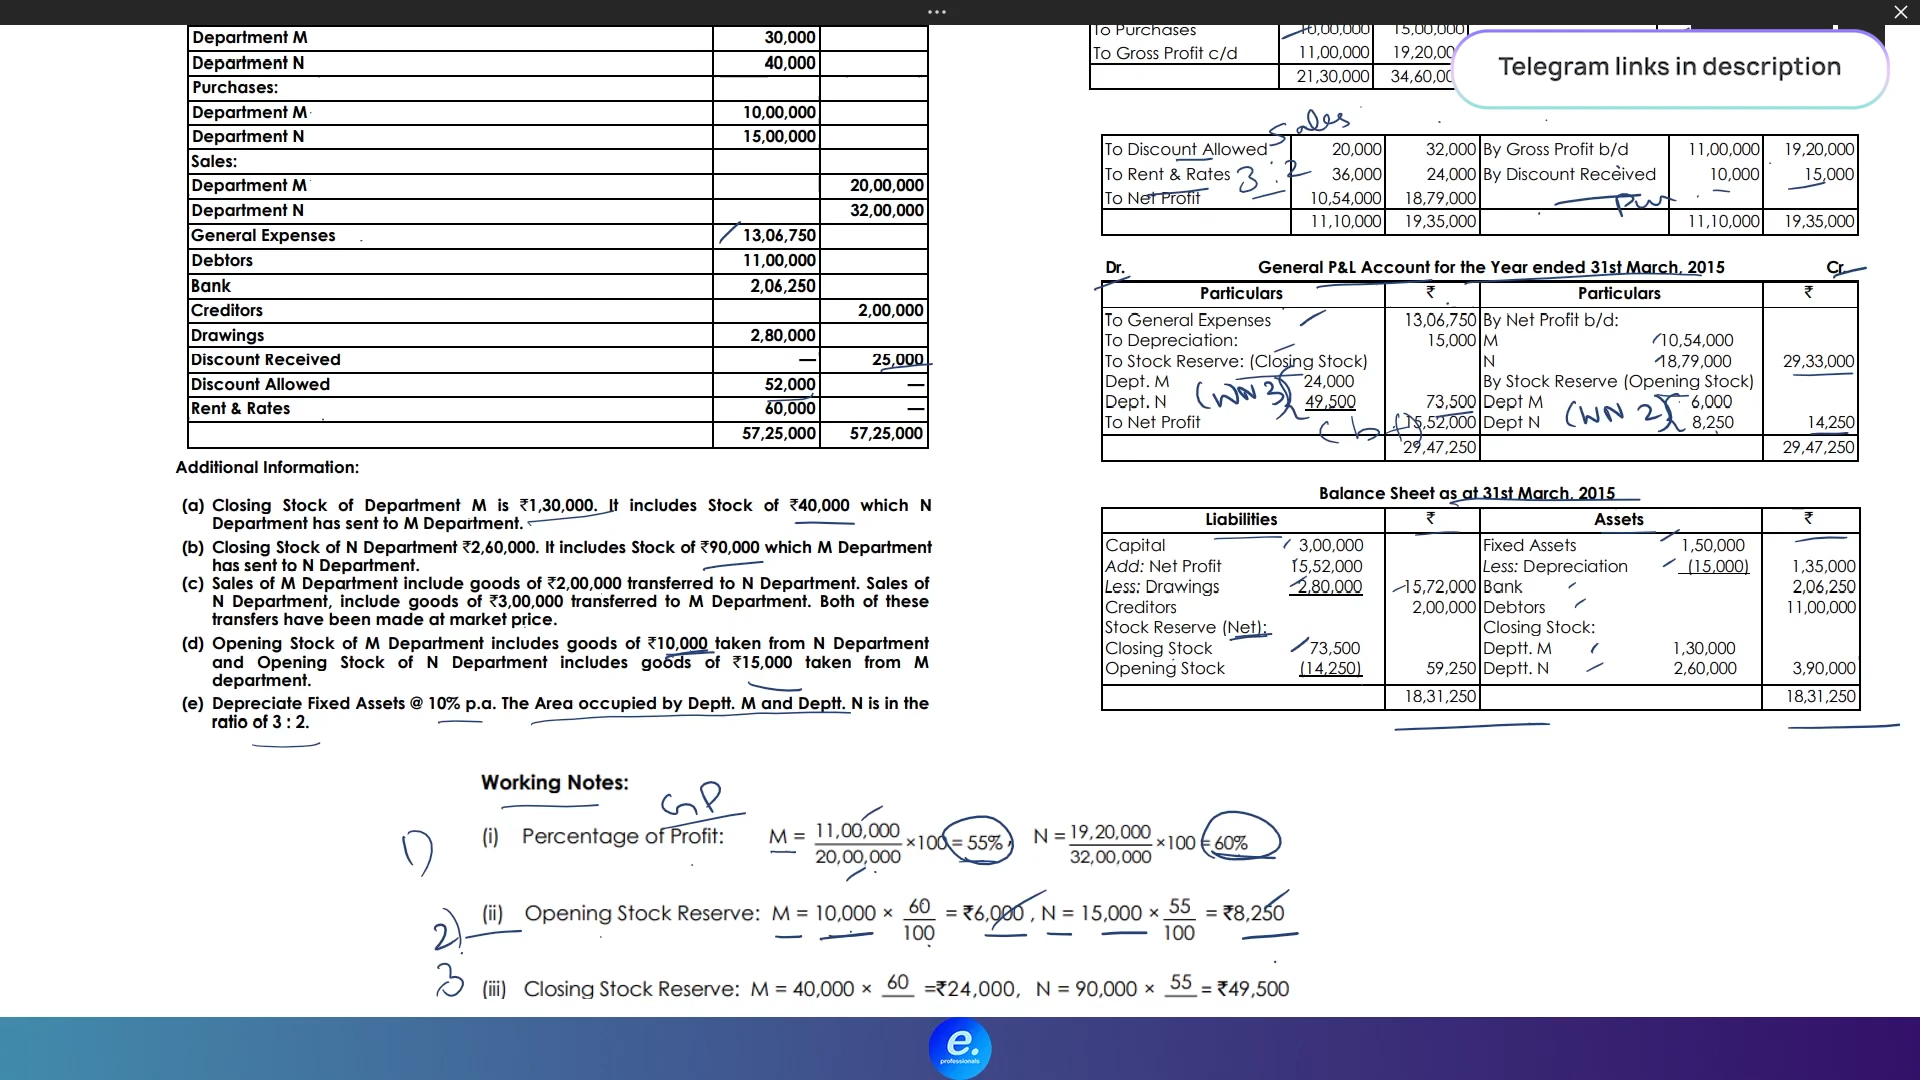 Department M 30,000
Department N 40,000
Purchases:
Department M 10,00,000
Department N 15,00,000
Sales:
Department M 20,00,000
Department N 32,00,000
General Expenses 13,06,750
Debtors 11,00,000
Bank 2,06,250
Creditors 2,00,000
Drawings 2,80,000
Discount Received — 25,000
Discount Allowed 52,000 —
Rent & Rates 60,000 —
57,25,000 57,25,000
Additional Information:
(a) Closing Stock of Department M is ₹1,30,000. It includes Stock of ₹40,000 which N
Department has sent to M Department.
(b) Closing Stock of N Department ₹2,60,000. It includes Stock of ₹90,000 which M Department
has sent to N Department.
(c) Sales of M Department include goods of ₹2,00,000 transferred to N Department. Sales of
N Department, include goods of ₹3,00,000 transferred to M Department. Both of these
transfers have been made at market price.
(d) Opening Stock of M Department includes goods of ₹10,000 taken from N Department
and Opening Stock of N Department includes goods of ₹15,000 taken from M
department.
(e) Depreciate Fixed Assets @ 10% p.a. The Area occupied by Deptt. M and Deptt. N is in the
ratio of 3 : 2.
To Purchases 10,00,000 15,00,000
To Gross Profit c/d 11,00,000 19,20,00
21,30,000 34,60,00
Telegram links in description
Sales
To Discount Allowed 20,000 32,000 By Gross Profit b/d 11,00,000 19,20,000
To Rent & Rates 3:2 36,000 24,000 By Discount Received 10,000 15,000
To Net Profit 10,54,000 18,79,000 Pur
11,10,000 19,35,000 11,10,000 19,35,000
Dr. General P&L Account for the Year ended 31st March, 2015 Cr.
Particulars ₹ Particulars ₹
To General Expenses 13,06,750 By Net Profit b/d:
To Depreciation: 15,000 M 10,54,000
To Stock Reserve: (Closing Stock) N 18,79,000 29,33,000
Dept. M 24,000 By Stock Reserve (Opening Stock)
Dept. N (WN 3) 49,500 73,500 Dept M (WN 2) 6,000
To Net Profit (b.f) 15,52,000 Dept N 8,250 14,250
29,47,250 29,47,250
Balance Sheet as at 31st March, 2015
Liabilities ₹ Assets ₹
Capital 3,00,000 Fixed Assets 1,50,000
Add: Net Profit 15,52,000 Less: Depreciation (15,000) 1,35,000
Less: Drawings 2,80,000 15,72,000 Bank 2,06,250
Creditors 2,00,000 Debtors 11,00,000
Stock Reserve (Net): Closing Stock:
Closing Stock 73,500 Deptt. M 1,30,000
Opening Stock (14,250) 59,250 Deptt. N 2,60,000 3,90,000
18,31,250 18,31,250
Working Notes:
GP
1) (i) Percentage of Profit: M = 11,00,000/20,00,000 ×100 = 55%, N = 19,20,000/32,00,000 ×100 = 60%
2) (ii) Opening Stock Reserve: M = 10,000 × 60/100 = ₹6,000, N = 15,000 × 55/100 = ₹8,250
3 (iii) Closing Stock Reserve: M = 40,000 × 60 =₹24,000, N = 90,000 × 55 = ₹49,500
e.
professionals